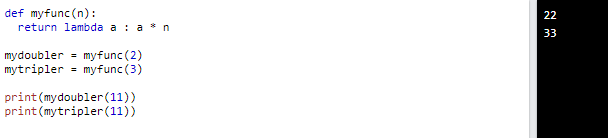 def myfunc(n):
  return lambda a : a * n

mydoubler = myfunc(2)
mytripler = myfunc(3)

print(mydoubler(11))
print(mytripler(11))
22
33